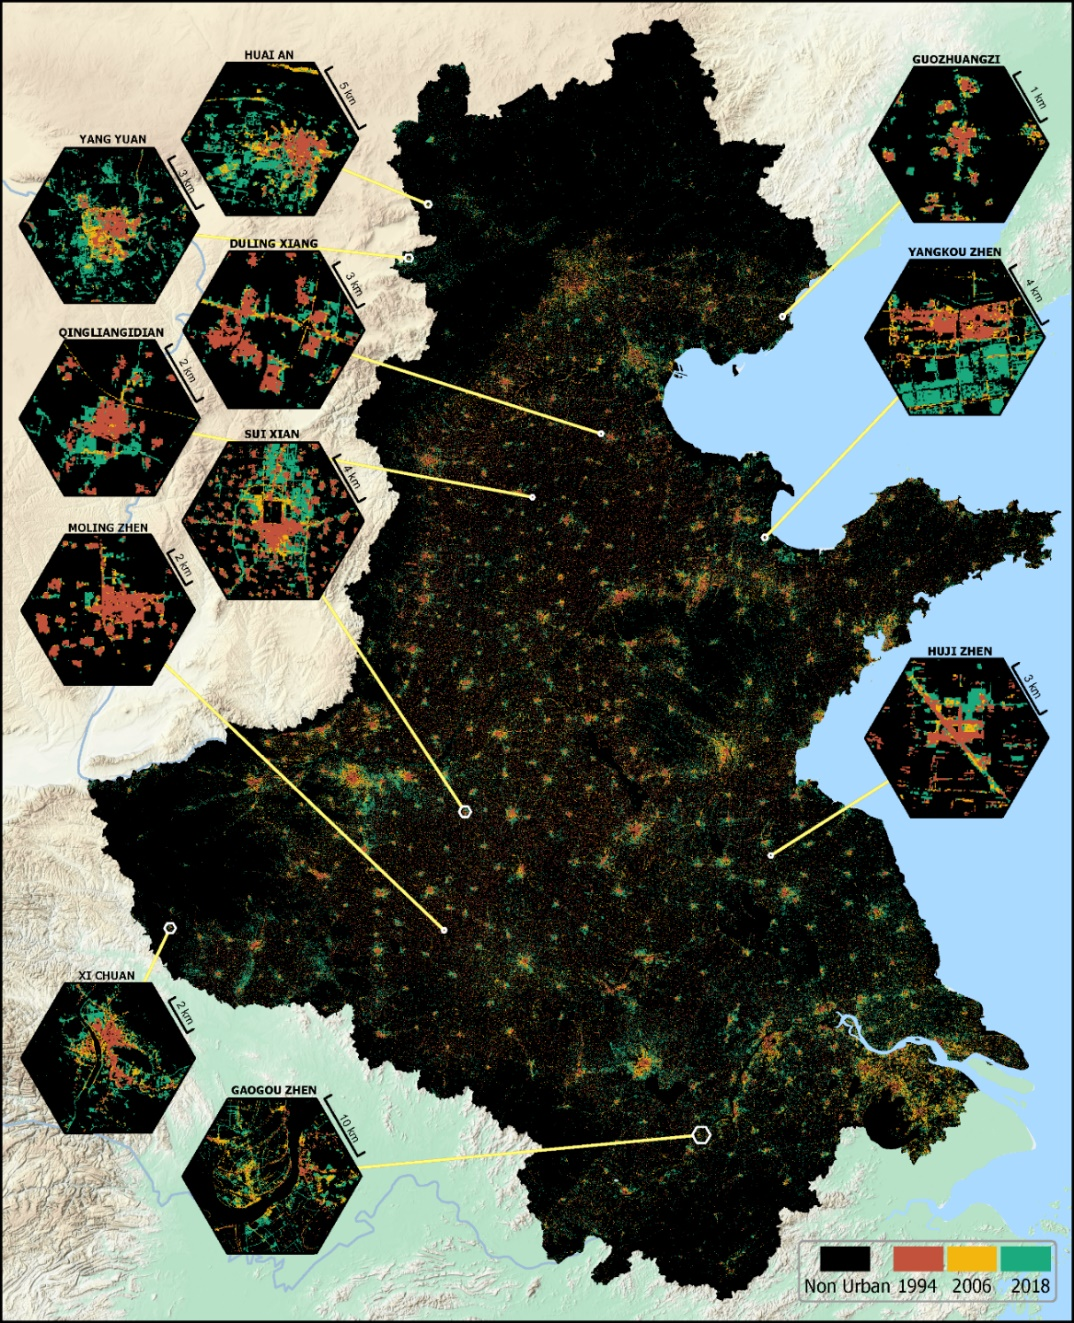 HUAI AN
5 km
GUOZHUANGZI
1 km
YANG YUAN
3 km
DULING XIANG
3 km
YANGKOU ZHEN
4 km
QINGLIANGIDIAN
2 km
SUI XIAN
4 km
MOLING ZHEN
2 km
HUJI ZHEN
3 km
XI CHUAN
2 km
GAOGOU ZHEN
10 km
Non Urban 1994 2006 2018